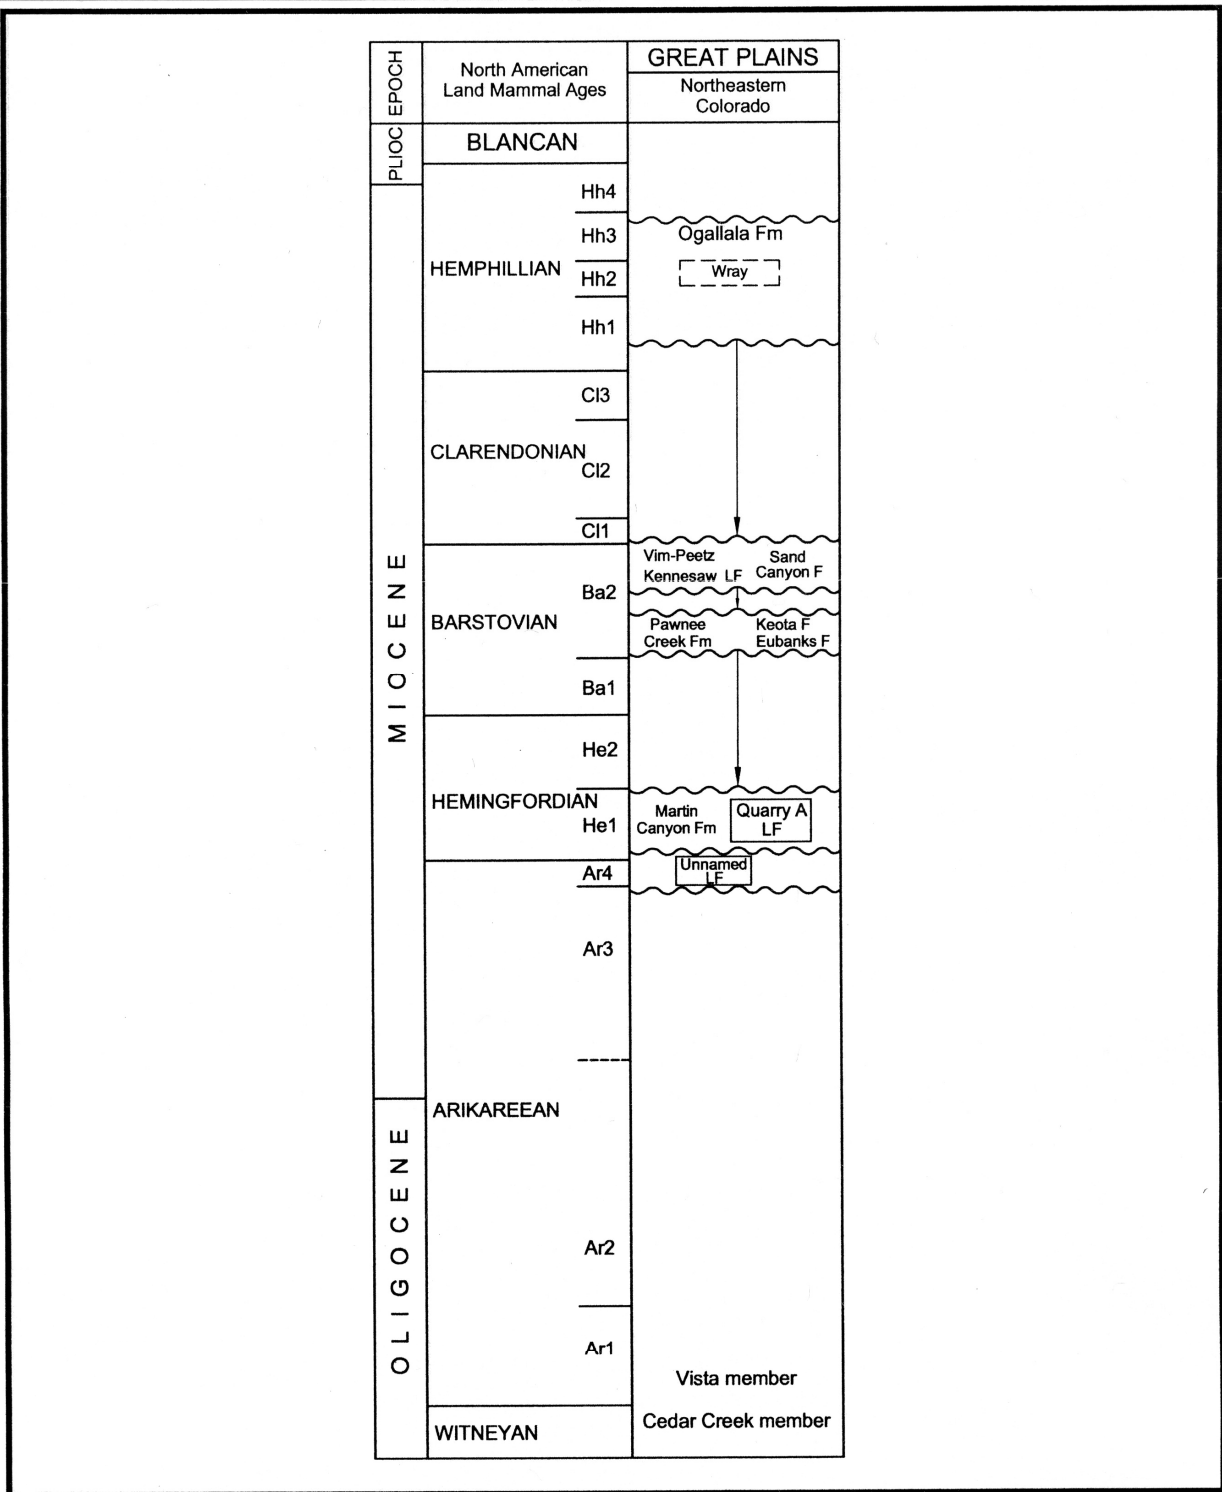 EPOCH
North American
Land Mammal Ages
GREAT PLAINS
Northeastern
Colorado
PLIOC
BLANCAN
MIOCENE
HEMPHILLIAN
Hh4
Hh3
Hh2
Hh1
Ogallala Fm
Wray
CLARENDONIAN
Cl3
Cl2
Cl1
BARSTOVIAN
Ba2
Ba1
Vim-Peetz
Kennesaw LF
Sand
Canyon F
Pawnee
Creek Fm
Keota F
Eubanks F
HEMINGFORDIAN
He2
He1
Martin
Canyon Fm
Quarry A
LF
Unnamed
LF
OLIGOCENE
ARIKAREEAN
Ar4
Ar3
Ar2
Ar1
Vista member
Cedar Creek member
WITNEYAN